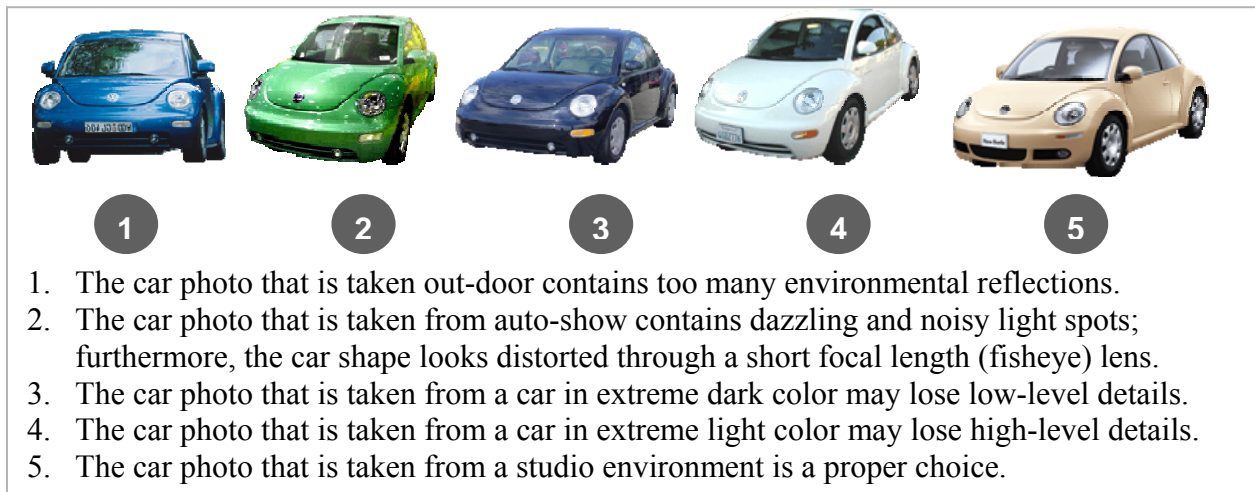 1 2 3 4 5
1. The car photo that is taken out-door contains too many environmental reflections.
2. The car photo that is taken from auto-show contains dazzling and noisy light spots;
furthermore, the car shape looks distorted through a short focal length (fisheye) lens.
3. The car photo that is taken from a car in extreme dark color may lose low-level details.
4. The car photo that is taken from a car in extreme light color may lose high-level details.
5. The car photo that is taken from a studio environment is a proper choice.